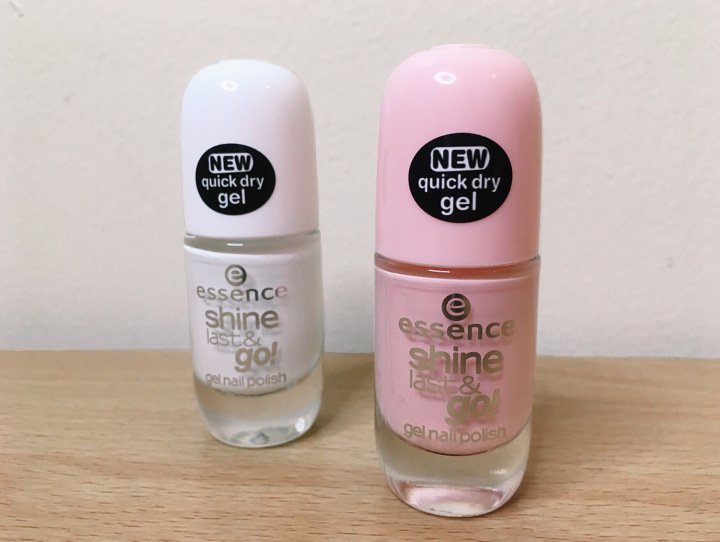 NEW
quick dry
gel
essence
shine
last &
go!
gel nail polish
NEW
quick dry
gel
essence
shine
last &
go!
gel nail polish